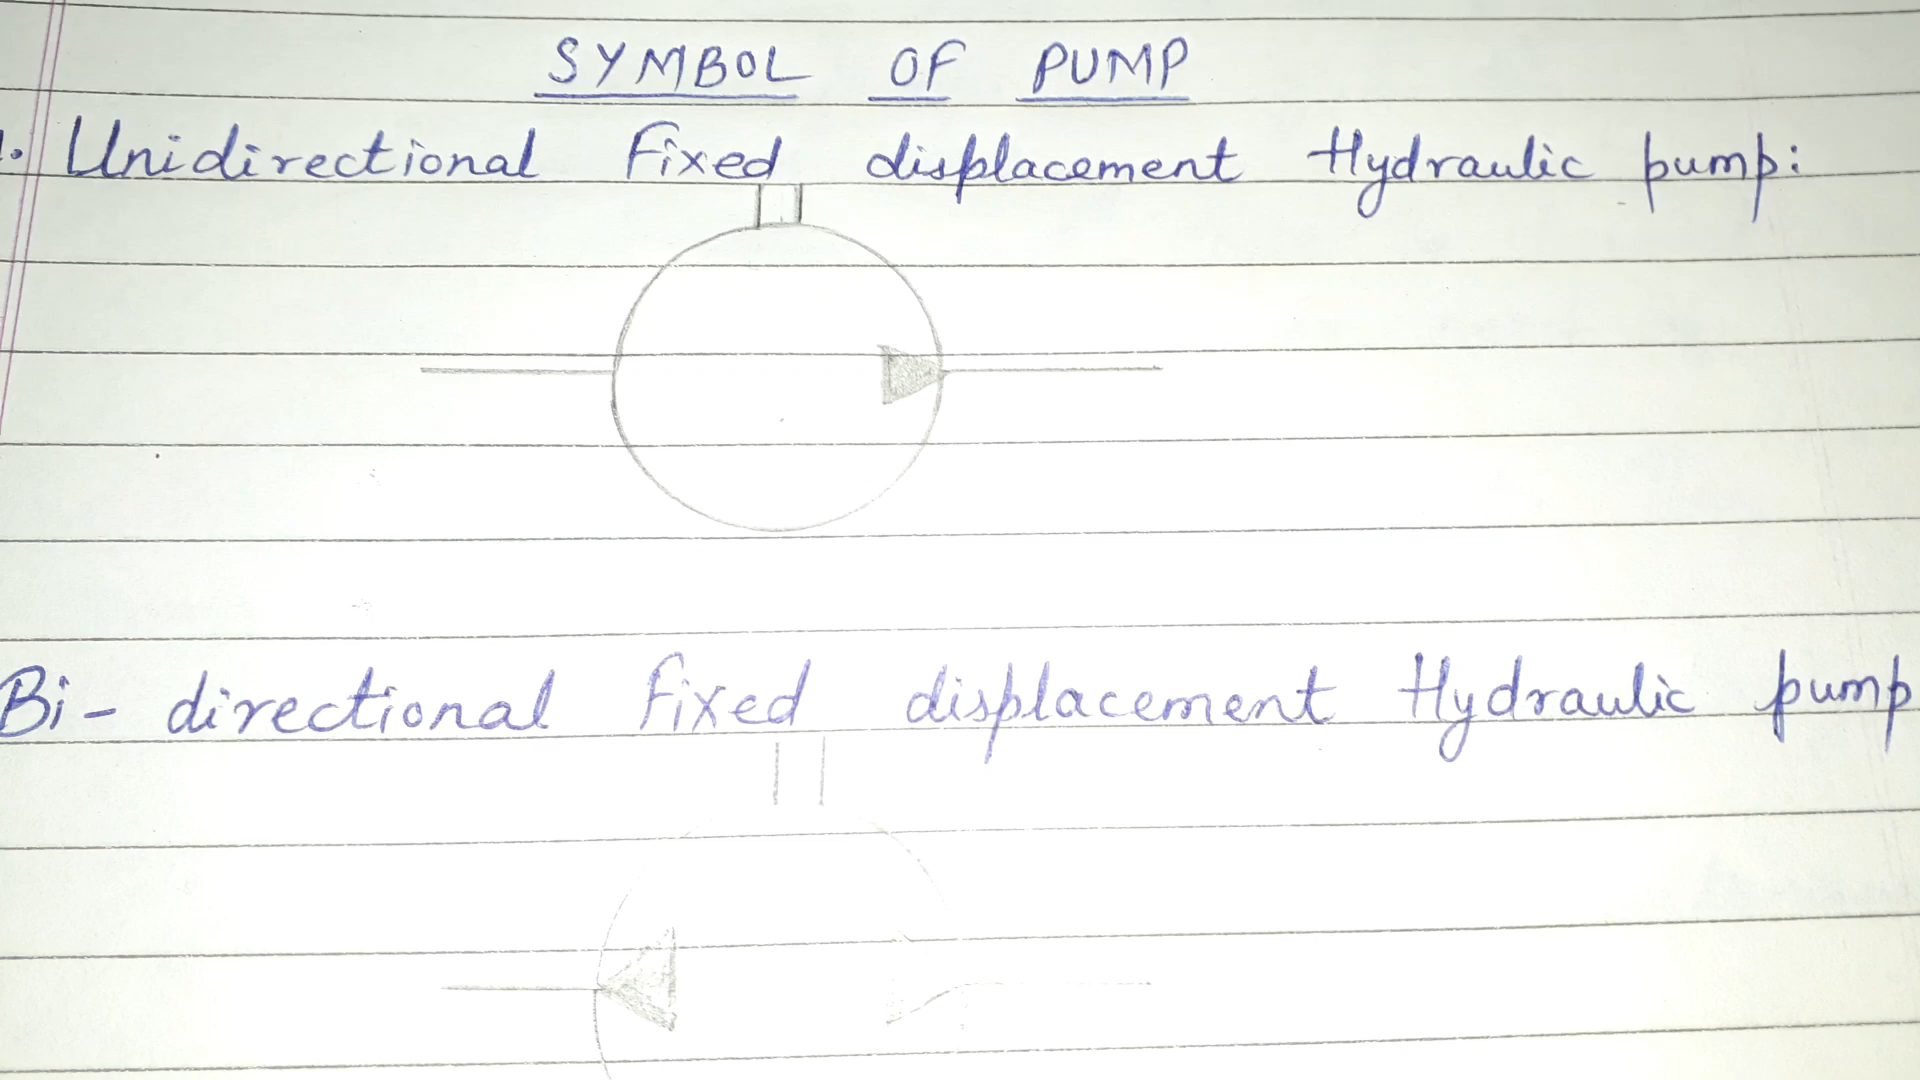 SYMBOL OF PUMP
1. Unidirectional Fixed displacement Hydraulic pump:
Bi- directional Fixed displacement Hydraulic pump